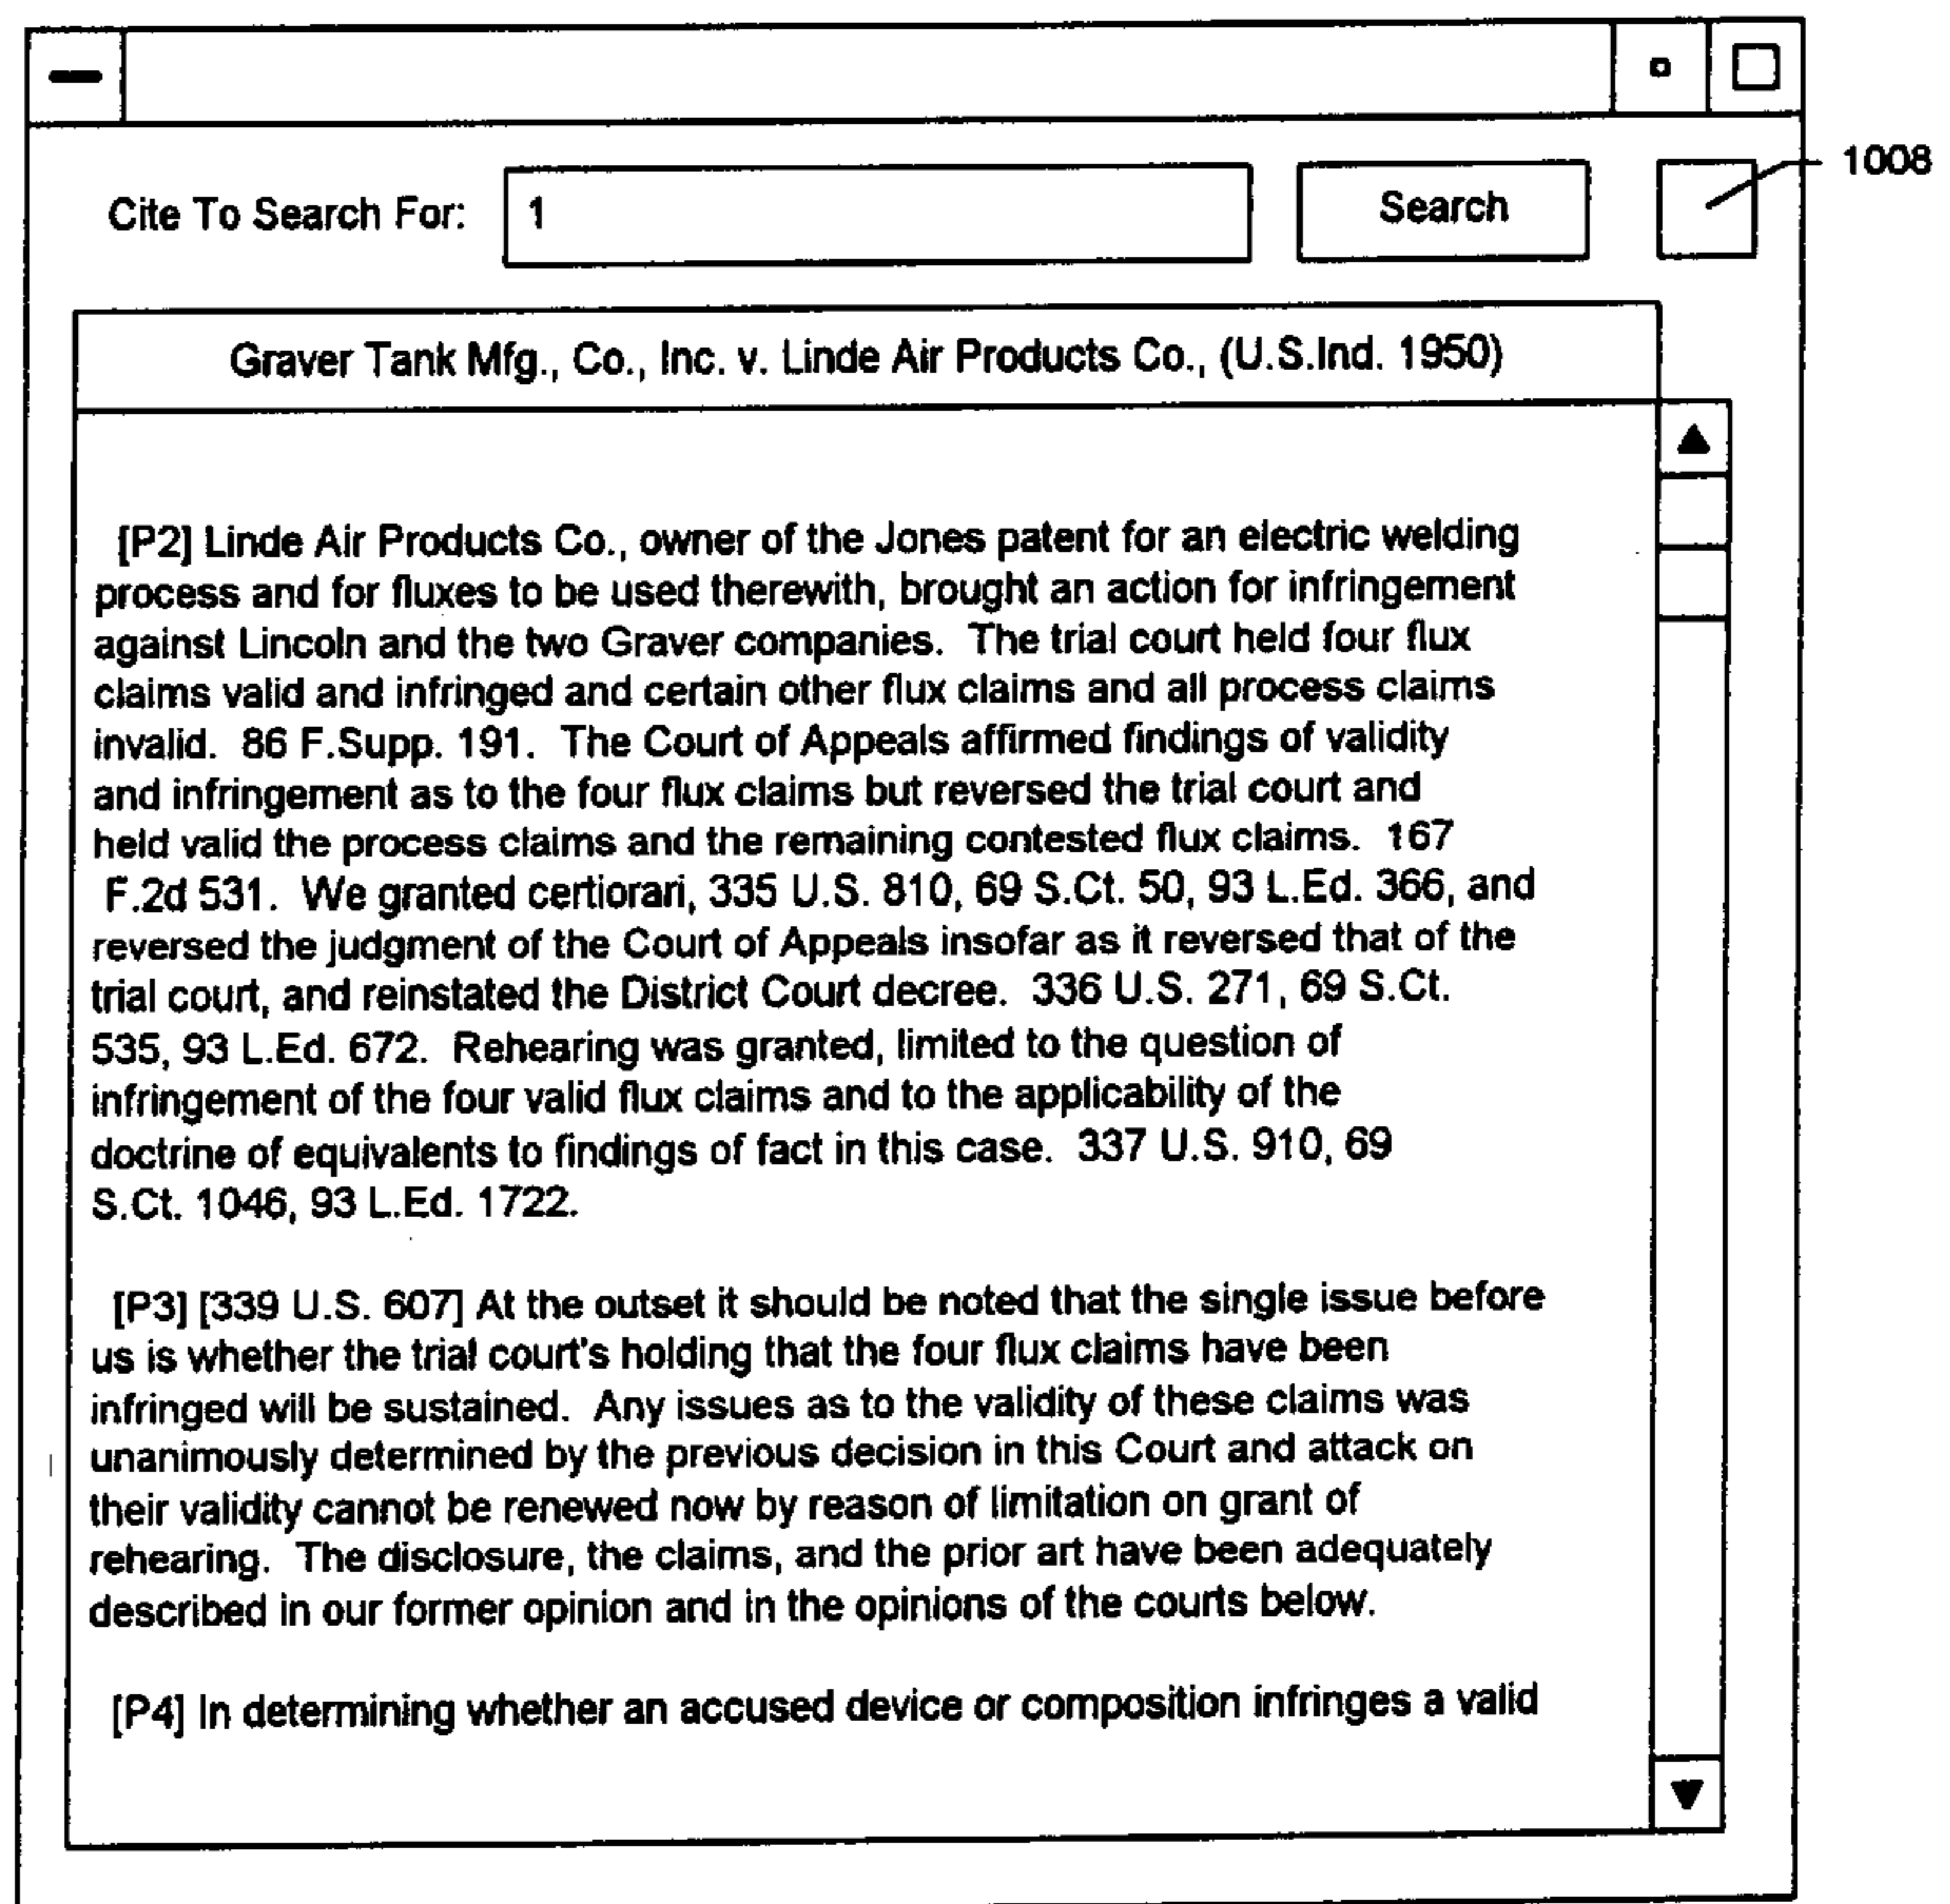 1008
Cite To Search For: 1 Search
Graver Tank Mfg., Co., Inc. v. Linde Air Products Co., (U.S.Ind. 1950)
[P2] Linde Air Products Co., owner of the Jones patent for an electric welding
process and for fluxes to be used therewith, brought an action for infringement
against Lincoln and the two Graver companies. The trial court held four flux
claims valid and infringed and certain other flux claims and all process claims
invalid. 86 F.Supp. 191. The Court of Appeals affirmed findings of validity
and infringement as to the four flux claims but reversed the trial court and
held valid the process claims and the remaining contested flux claims. 167
F.2d 531. We granted certiorari, 335 U.S. 810, 69 S.Ct. 50, 93 L.Ed. 366, and
reversed the judgment of the Court of Appeals insofar as it reversed that of the
trial court, and reinstated the District Court decree. 336 U.S. 271, 69 S.Ct.
535, 93 L.Ed. 672. Rehearing was granted, limited to the question of
infringement of the four valid flux claims and to the applicability of the
doctrine of equivalents to findings of fact in this case. 337 U.S. 910, 69
S.Ct. 1046, 93 L.Ed. 1722.
[P3] [339 U.S. 607] At the outset it should be noted that the single issue before
us is whether the trial court's holding that the four flux claims have been
infringed will be sustained. Any issues as to the validity of these claims was
unanimously determined by the previous decision in this Court and attack on
their validity cannot be renewed now by reason of limitation on grant of
rehearing. The disclosure, the claims, and the prior art have been adequately
described in our former opinion and in the opinions of the courts below.
[P4] In determining whether an accused device or composition infringes a valid